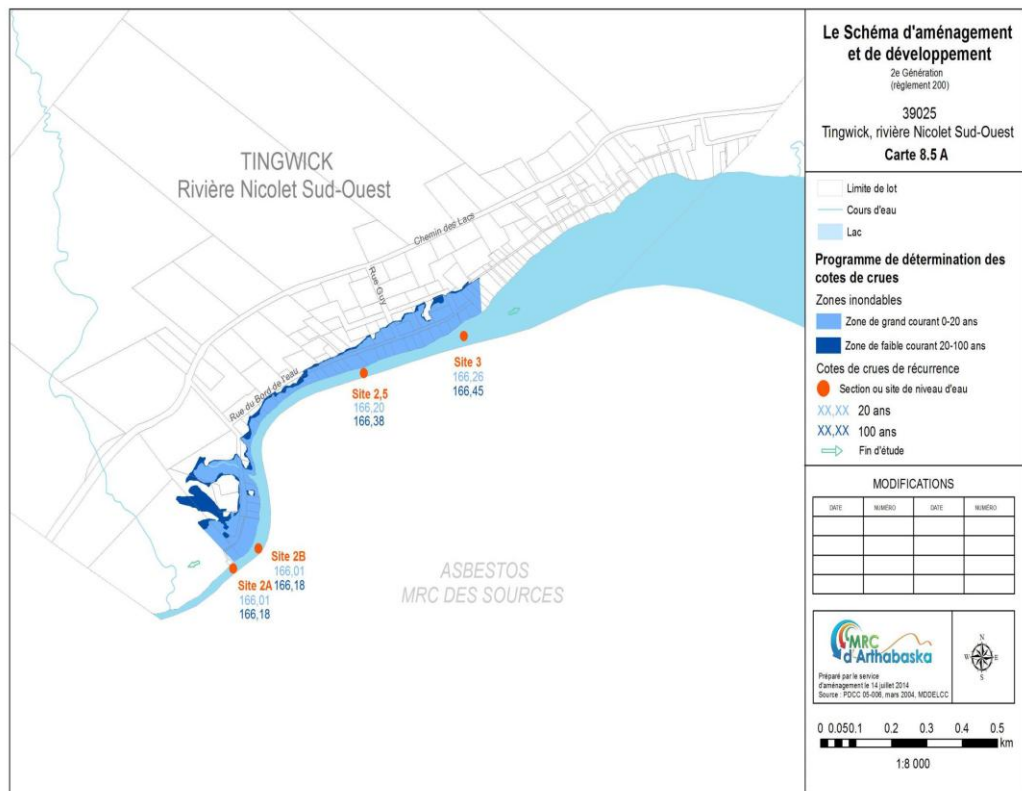 TINGWICK
Rivière Nicolet Sud-Ouest
Chemin des Lacs
Rue Guy
Rue du Bord de l'eau
Site 3
166,26
166,45
Site 2,5
166,20
166,38
Site 2B
166,01
166,18
Site 2A
166,01
166,18
ASBESTOS
MRC DES SOURCES
Le Schéma d'aménagement
et de développement
2e Génération
(règlement 200)
39025
Tingwick, rivière Nicolet Sud-Ouest
Carte 8.5 A
Limite de lot
Cours d'eau
Lac
Programme de détermination des
cotes de crues
Zones inondables
Zone de grand courant 0-20 ans
Zone de faible courant 20-100 ans
Cotes de crues de récurrence
Section ou site de niveau d'eau
XX,XX 20 ans
XX,XX 100 ans
Fin d'étude
MODIFICATIONS
DATE NUMÉRO DATE NUMÉRO
MRC
d'Arthabaska
Préparé par le service
d'aménagement le 14 juillet 2014
Source : PDCC 05-006, mars 2004, MDDELCC
N
W E
S
0 0.050.1 0.2 0.3 0.4 0.5
km
1:8 000